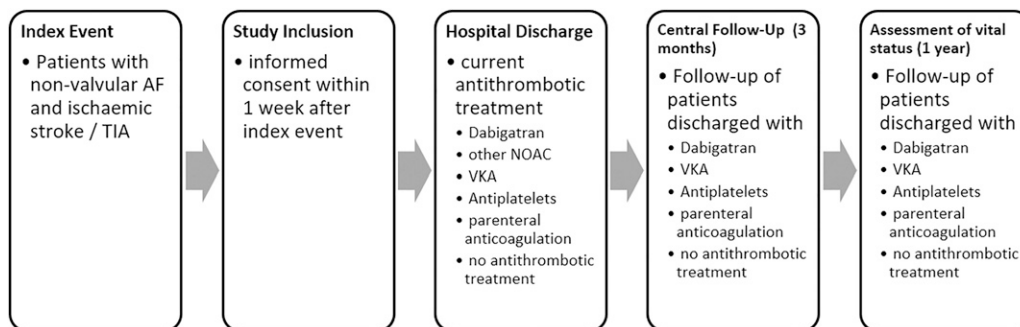 Index Event
• Patients with
non-valvular AF
and ischaemic
stroke / TIA
Study Inclusion
• informed
consent within
1 week after
index event
Hospital Discharge
• current
antithrombotic
treatment
• Dabigatran
• other NOAC
• VKA
• Antiplatelets
• parenteral
anticoagulation
• no antithrombotic
treatment
Central Follow-Up (3
months)
• Follow-up of
patients
discharged with
• Dabigatran
• VKA
• Antiplatelets
• parenteral
anticoagulation
• no antithrombotic
treatment
Assessment of vital
status (1 year)
• Follow-up of
patients
discharged with
• Dabigatran
• VKA
• Antiplatelets
• parenteral
anticoagulation
• no antithrombotic
treatment